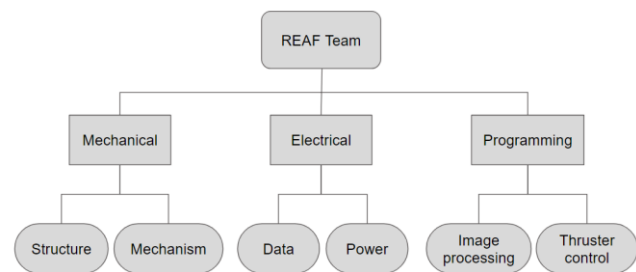 REAF Team
Mechanical
Electrical
Programming
Structure
Mechanism
Data
Power
Image
processing
Thruster
control